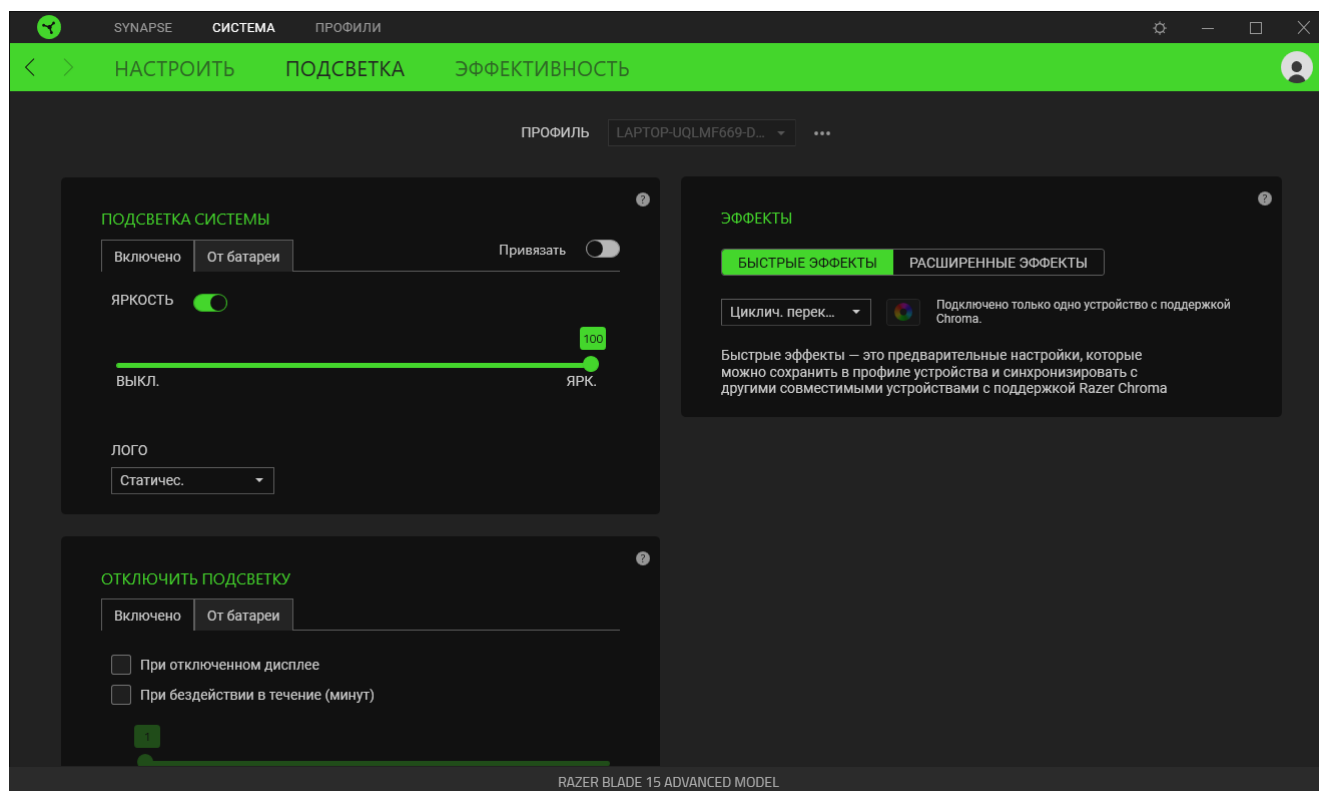 SYNAPSE СИСТЕМА ПРОФИЛИ
НАСТРОИТЬ ПОДСВЕТКА ЭФФЕКТИВНОСТЬ
ПРОФИЛЬ LAPTOP-UQLMF669-D...
ПОДСВЕТКА СИСТЕМЫ
Включено От батареи Привязать
ЯРКОСТЬ
100
ВЫКЛ. ЯРК.
ЛОГО
Статичес.
ЭФФЕКТЫ
БЫСТРЫЕ ЭФФЕКТЫ РАСШИРЕННЫЕ ЭФФЕКТЫ
Циклич. перек...
Подключено только одно устройство с поддержкой
Chroma.
Быстрые эффекты — это предварительные настройки, которые
можно сохранить в профиле устройства и синхронизировать с
другими совместимыми устройствами с поддержкой Razer Chroma
ОТКЛЮЧИТЬ ПОДСВЕТКУ
Включено От батареи
При отключенном дисплее
При бездействии в течение (минут)
1
RAZER BLADE 15 ADVANCED MODEL